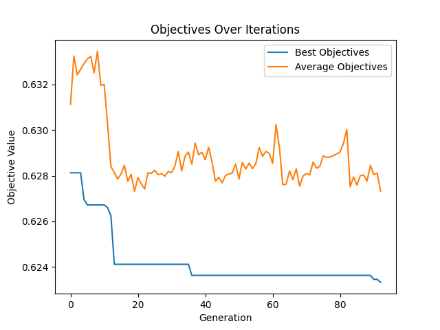 Objectives Over Iterations
Best Objectives
Average Objectives
Objective Value
0.632
0.630
0.628
0.626
0.624
0
20
40
60
80
Generation